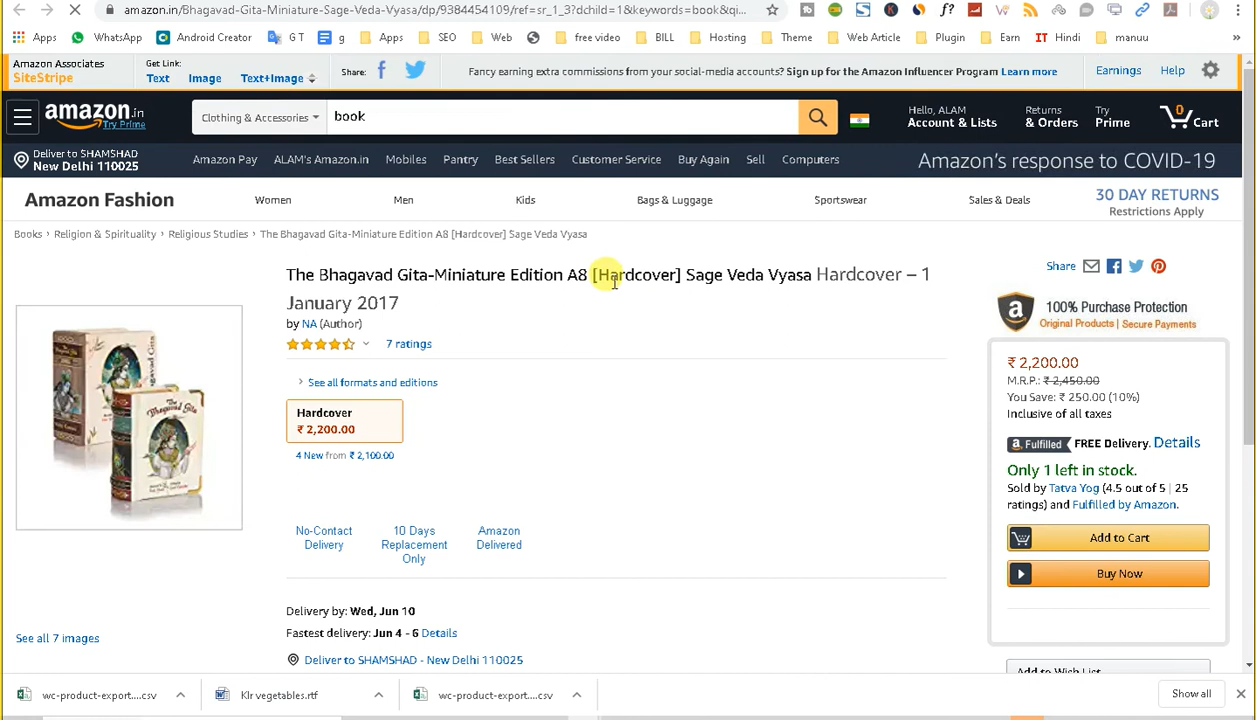 amazon.in/Bhagavad-Gita-Miniature-Sage-Veda-Vyasa/dp/9384454109/ref=sr_1_3?dchild=1&keywords=book&qi...
Apps WhatsApp Android Creator G T g Apps SEO Web free video BILL Hosting Theme Web Article Plugin Earn IT Hindi manuu »
Amazon Associates
SiteStripe
Get Link:
Text Image Text+Image
Share:
Fancy earning extra commissions from your social-media accounts? Sign up for the Amazon Influencer Program Learn more
Earnings Help
amazon.in
Try Prime
Clothing & Accessories
book
Hello, ALAM
Account & Lists
Returns
& Orders
Try
Prime
0
Cart
Deliver to SHAMSHAD
New Delhi 110025
Amazon Pay ALAM's Amazon.in Mobiles Pantry Best Sellers Customer Service Buy Again Sell Computers
Amazon's response to COVID-19
Amazon Fashion Women Men Kids Bags & Luggage Sportswear Sales & Deals
30 DAY RETURNS
Restrictions Apply
Books › Religion & Spirituality › Religious Studies › The Bhagavad Gita-Miniature Edition A8 [Hardcover] Sage Veda Vyasa
The Bhagavad Gita-Miniature Edition A8 [Hardcover] Sage Veda Vyasa Hardcover – 1
January 2017
by NA (Author)
7 ratings
› See all formats and editions
Hardcover
₹ 2,200.00
4 New from ₹ 2,100.00
No-Contact
Delivery
10 Days
Replacement
Only
Amazon
Delivered
Delivery by: Wed, Jun 10
Fastest delivery: Jun 4 - 6 Details
Deliver to SHAMSHAD - New Delhi 110025
The
Bhagavad Gita
See all 7 images
Share
a
100% Purchase Protection
Original Products | Secure Payments
₹ 2,200.00
M.R.P.: ₹ 2,450.00
You Save: ₹ 250.00 (10%)
Inclusive of all taxes
a Fulfilled FREE Delivery. Details
Only 1 left in stock.
Sold by Tatva Yog (4.5 out of 5 | 25
ratings) and Fulfilled by Amazon.
Add to Cart
Buy Now
Add to Wish List
wc-product-export....csv
Klr vegetables.rtf
wc-product-export....csv
Show all